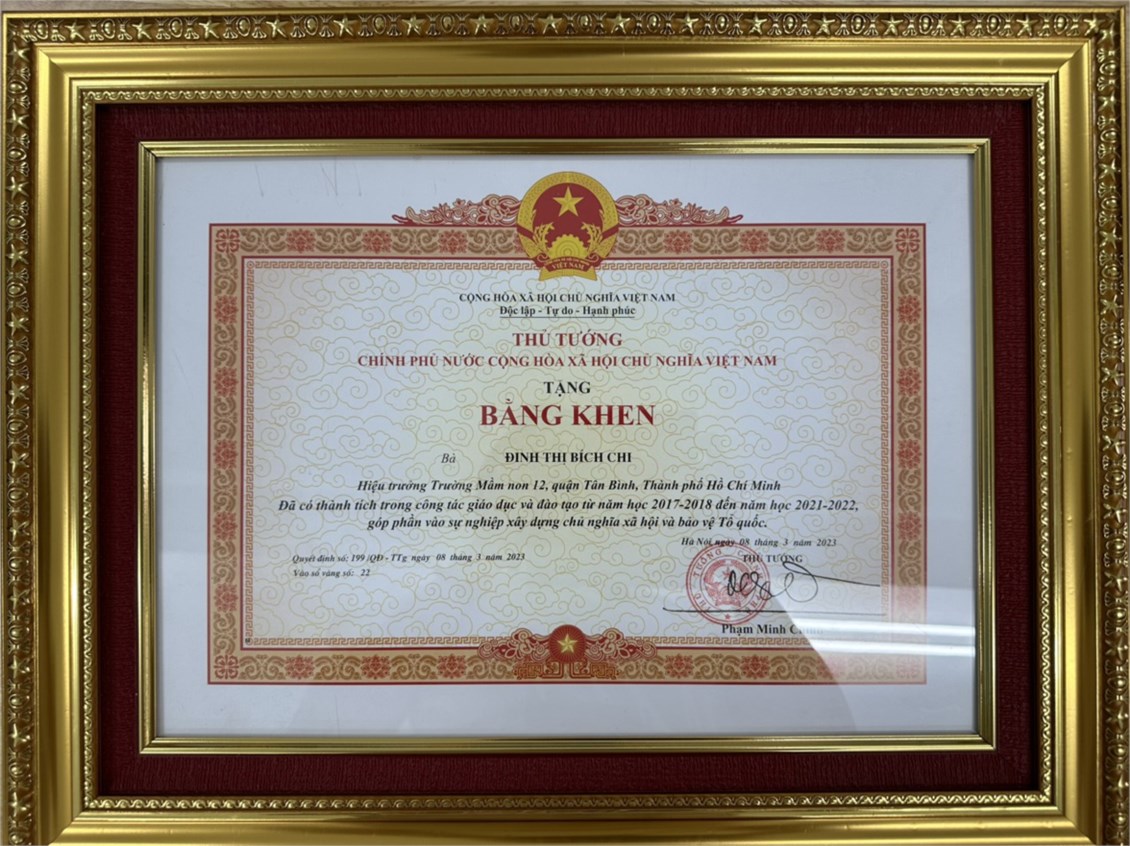 VIỆT NAM
CỘNG HÒA XÃ HỘI CHỦ NGHĨA VIỆT NAM
Độc lập - Tự do - Hạnh phúc
THỦ TƯỚNG
CHÍNH PHỦ NƯỚC CỘNG HÒA XÃ HỘI CHỦ NGHĨA VIỆT NAM
TẶNG
BẰNG KHEN
Bà ĐINH THỊ BÍCH CHI
Hiệu trưởng Trường Mầm non 12, quận Tân Bình, Thành phố Hồ Chí Minh
Đã có thành tích trong công tác giáo dục và đào tạo từ năm học 2017-2018 đến năm học 2021-2022,
góp phần vào sự nghiệp xây dựng chủ nghĩa xã hội và bảo vệ Tổ quốc.
Hà Nội, ngày 08 tháng 3 năm 2023
Quyết định số: 199 /QĐ - TTg ngày 08 tháng 3 năm 2023
THỦ TƯỚNG
Vào sổ vàng số: 22
Phạm Minh